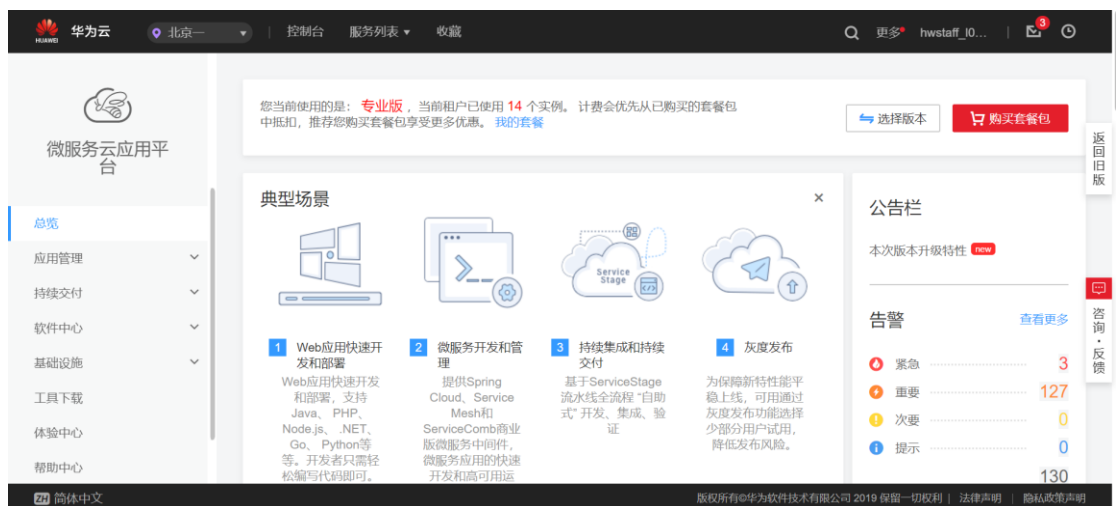 HUAWEI 华为云 北京一 控制台 服务列表 收藏 更多 hwstaff_l0... 3
微服务云应用平
台
总览
应用管理
持续交付
软件中心
基础设施
工具下载
体验中心
帮助中心
您当前使用的是： 专业版 ，当前租户已使用 14 个实例。 计费会优先从已购买的套餐包
中抵扣，推荐您购买套餐包享受更多优惠。 我的套餐
选择版本
购买套餐包
返回旧版
典型场景
Service
Stage
1 Web应用快速开
发和部署
Web应用快速开发
和部署，支持
Java、 PHP、
Node.js、 .NET、
Go、 Python等
等。开发者只需轻
松编写代码即可。
2 微服务开发和管
理
提供Spring
Cloud、Service
Mesh和
ServiceComb商业
版微服务中间件，
微服务应用的快速
开发和高可用运
3 持续集成和持续
交付
基于ServiceStage
流水线全流程 “自助
式” 开发、集成、验
证
4 灰度发布
为保障新特性能平
稳上线，可用通过
灰度发布功能选择
少部分用户试用，
降低发布风险。
公告栏
本次版本升级特性 new
告警 查看更多
紧急 3
重要 127
次要 0
提示 0
130
咨询·反馈
ZH 简体中文
版权所有©华为软件技术有限公司 2019 保留一切权利 | 法律声明 | 隐私政策声明